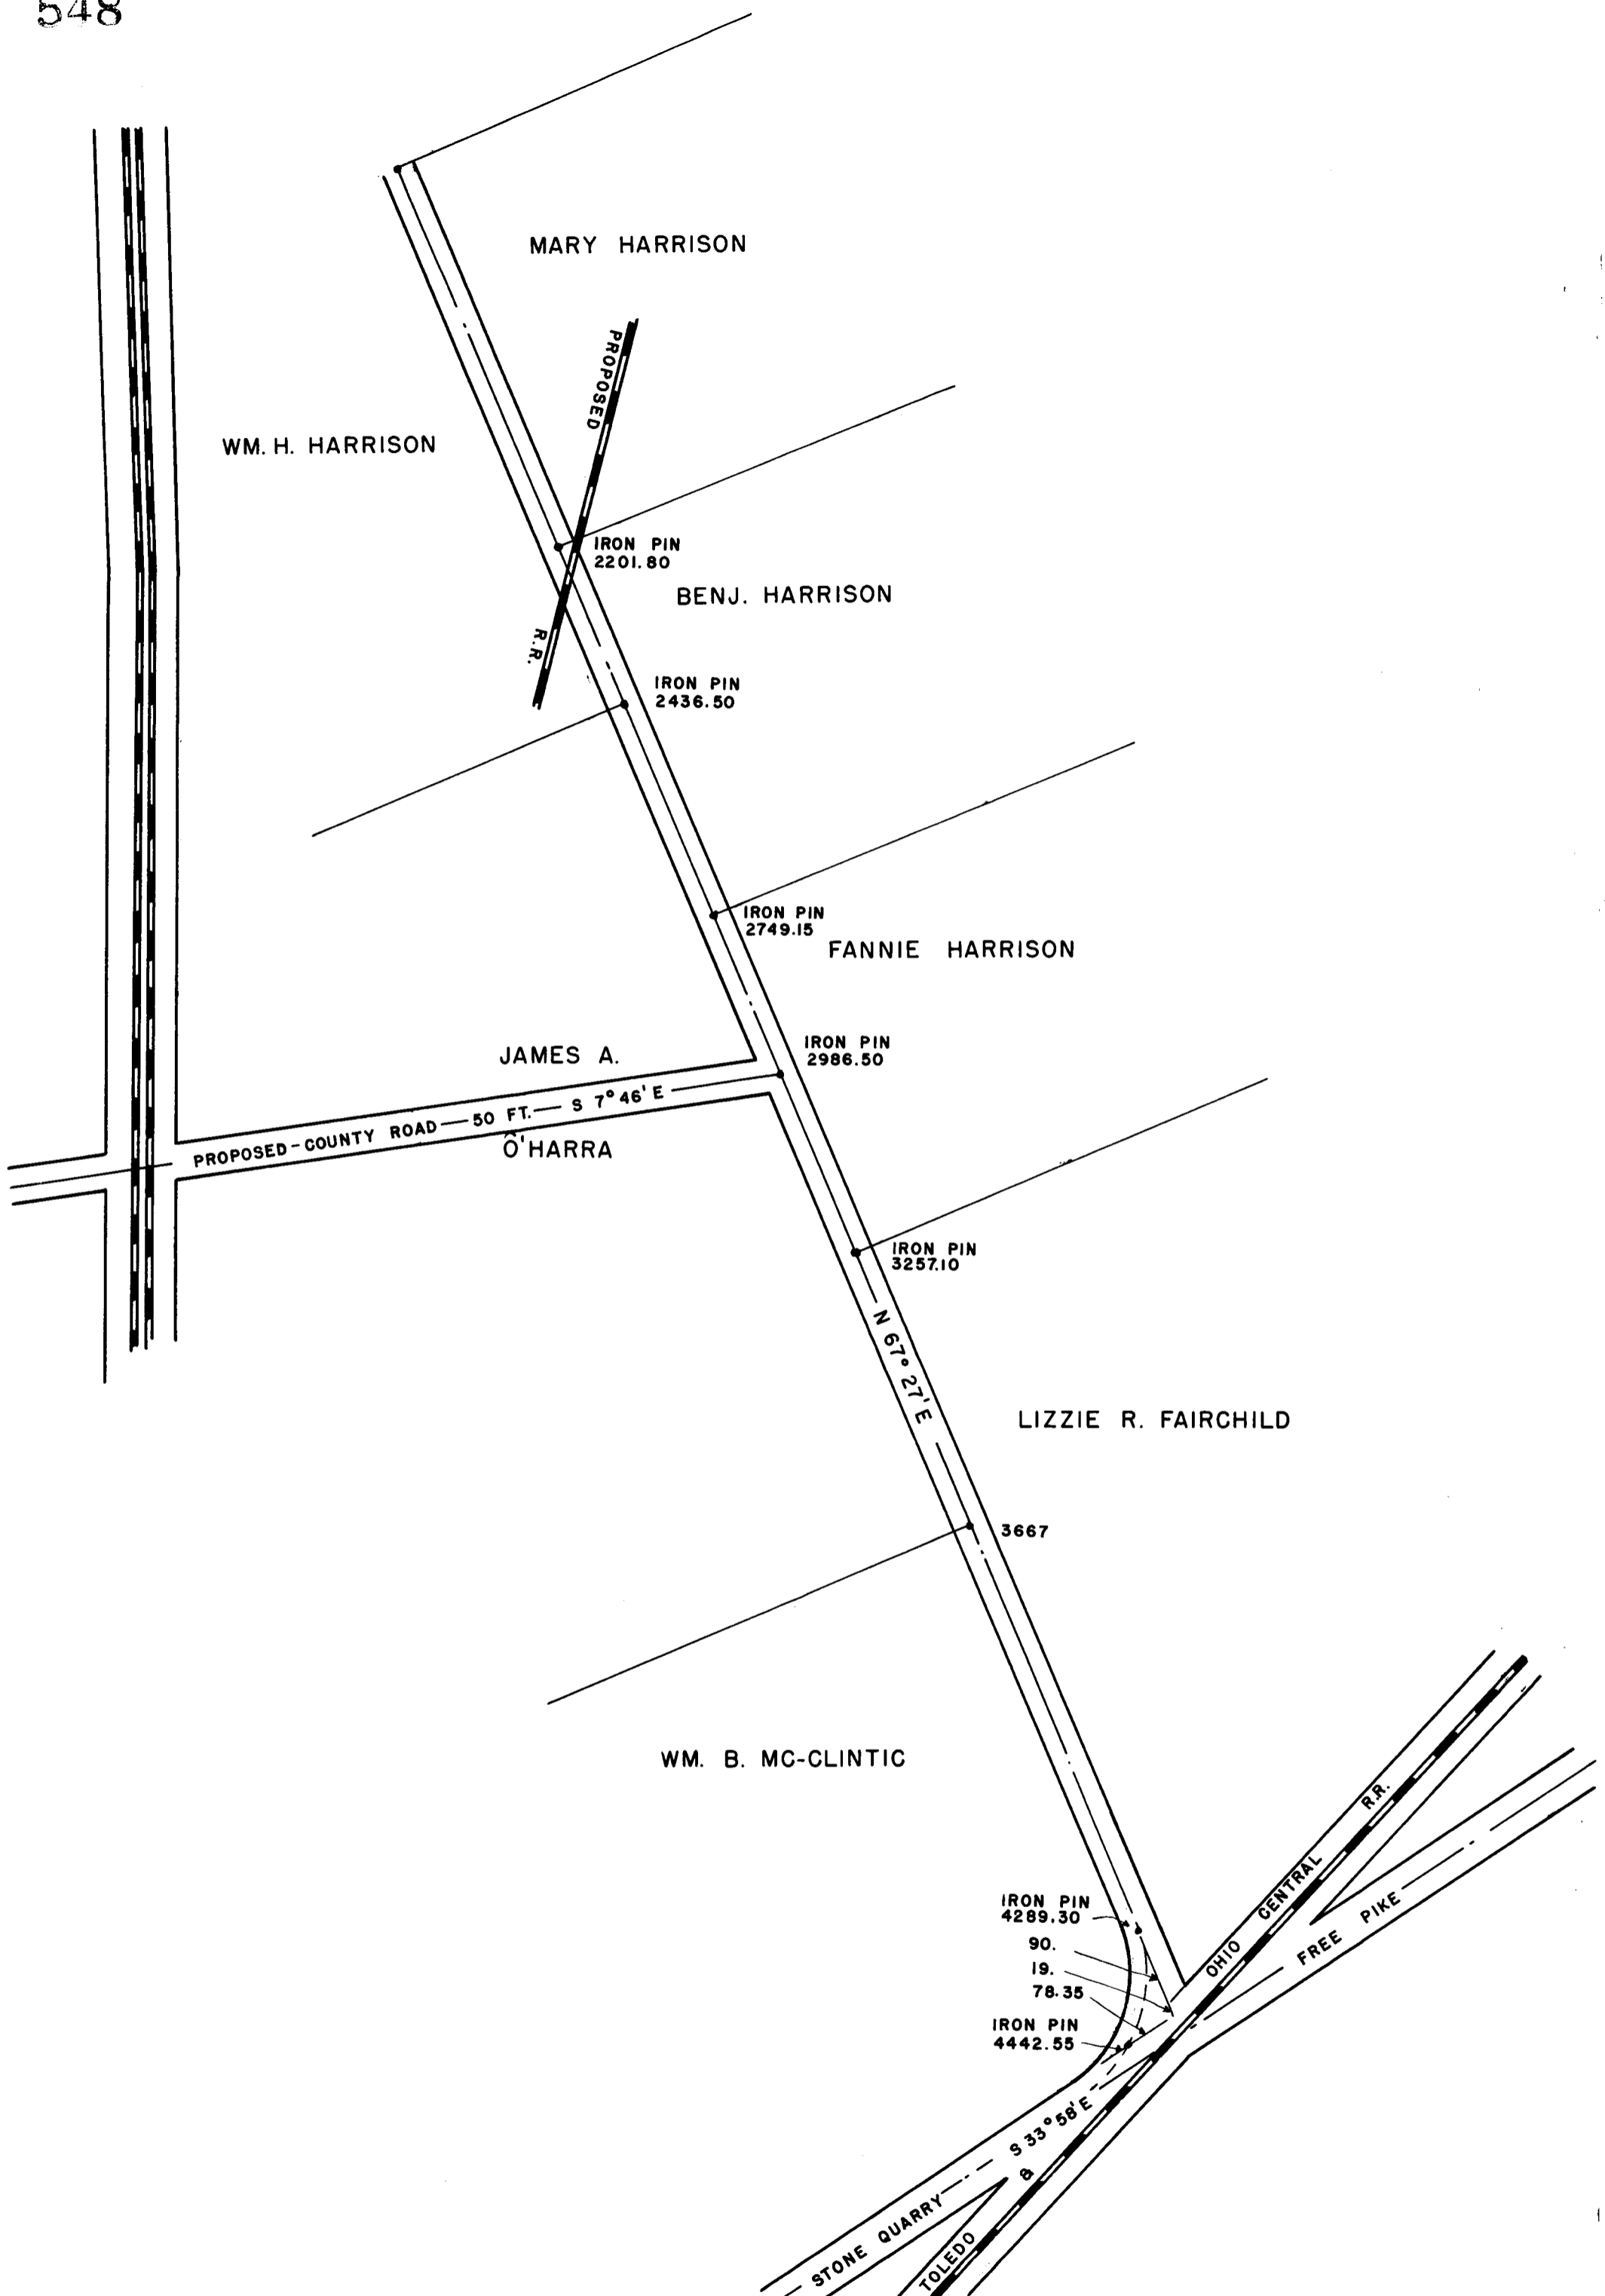 548
MARY HARRISON
PROPOSED
WM. H. HARRISON
IRON PIN
2201.80
BENJ. HARRISON
R.R.
IRON PIN
2436.50
IRON PIN
2749.15
FANNIE HARRISON
IRON PIN
2986.50
JAMES A.
PROPOSED-COUNTY ROAD — 50 FT. — S 7° 46' E
O'HARRA
IRON PIN
3257.10
N 67° 27' E
LIZZIE R. FAIRCHILD
3667
WM. B. MC-CLINTIC
IRON PIN
4289.30
90.
19.
78.35
IRON PIN
4442.55
TOLEDO & OHIO CENTRAL R.R.
STONE QUARRY
FREE PIKE
S 33° 58' E